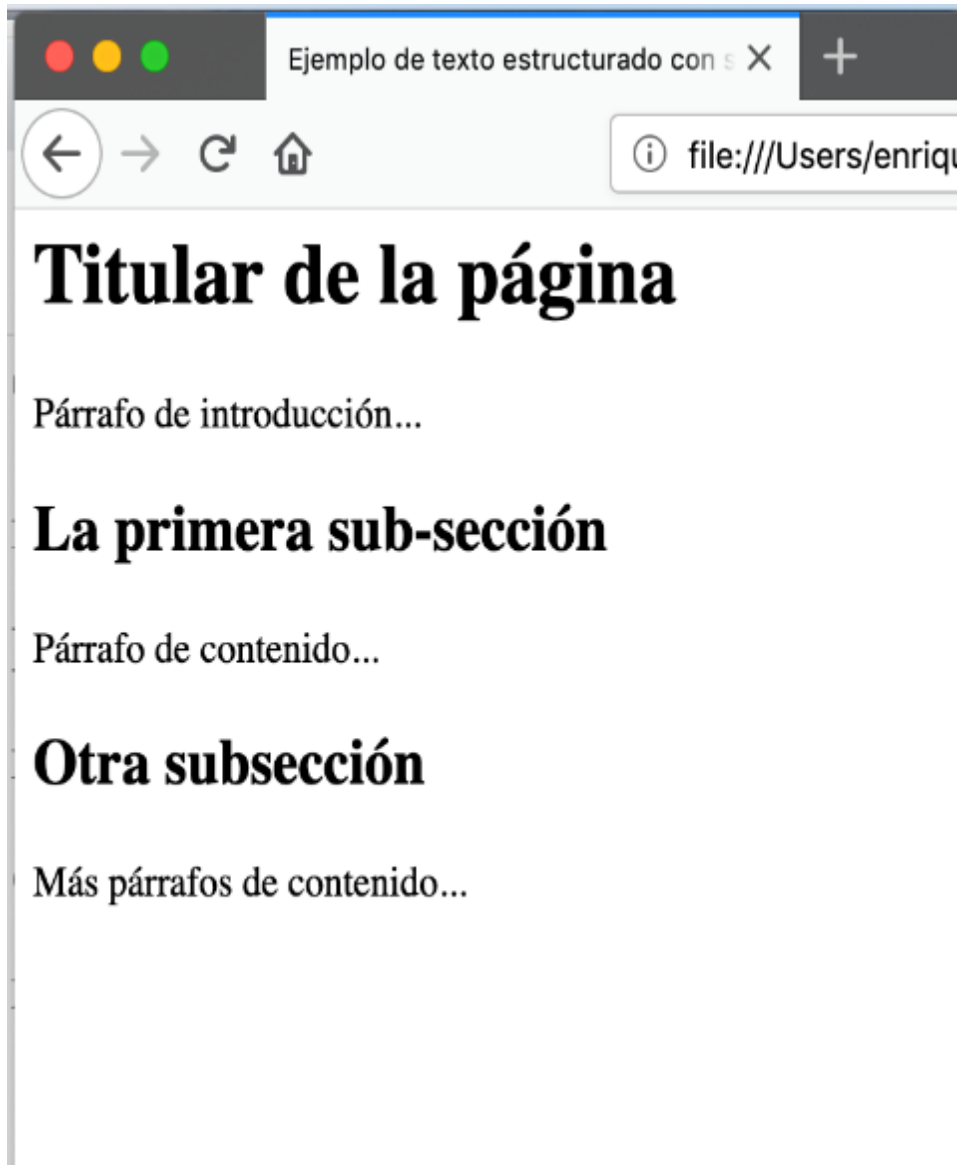 Ejemplo de texto estructurado con s
file:///Users/enriqu
Titular de la página
Párrafo de introducción...
La primera sub-sección
Párrafo de contenido...
Otra subsección
Más párrafos de contenido...